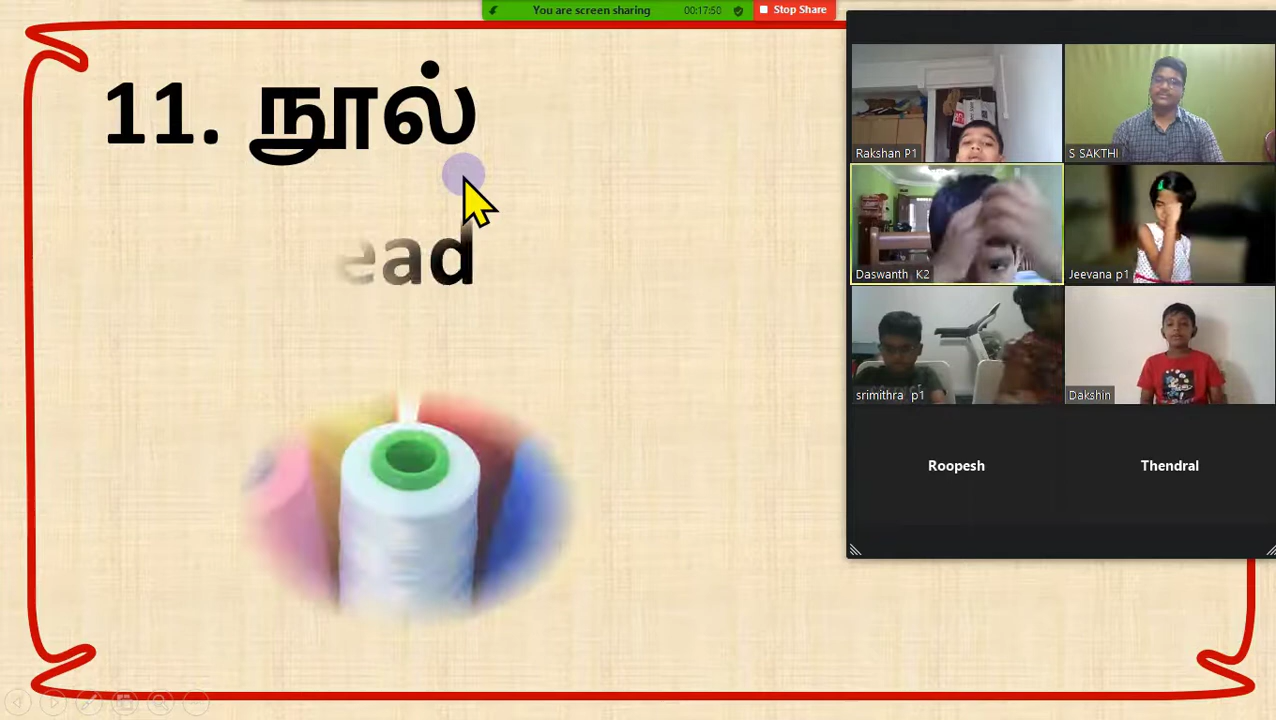 You are screen sharing 00:17:50 Stop Share
11. நூல்
ead
Rakshan P1
S SAKTHI
Daswanth K2
Jeevana p1
srimithra p1
Dakshin
Roopesh
Thendral